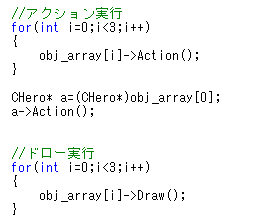 //アクション実行
for(int i=0;i<3;i++)
{
obj_array[i]->Action();
}
CHero* a=(CHero*)obj_array[0];
a->Action();
//ドロー実行
for(int i=0;i<3;i++)
{
obj_array[i]->Draw();
}